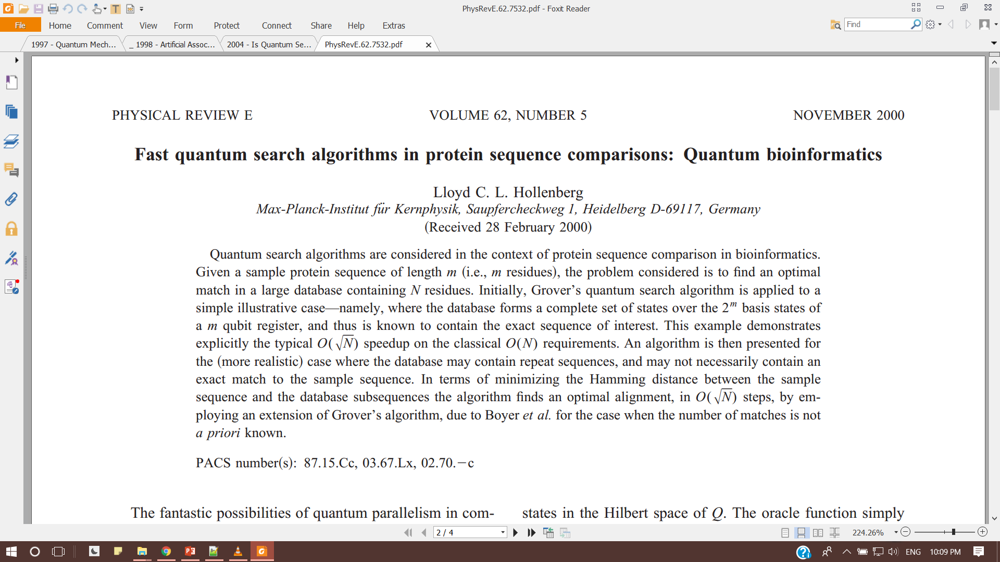 PhysRevE.62.7532.pdf - Foxit Reader
File Home Comment View Form Protect Connect Share Help Extras
Find
1997 - Quantum Mech... _ 1998 - Artificial Assoc... 2004 - Is Quantum Se... PhysRevE.62.7532.pdf
PHYSICAL REVIEW E VOLUME 62, NUMBER 5 NOVEMBER 2000
Fast quantum search algorithms in protein sequence comparisons: Quantum bioinformatics
Lloyd C. L. Hollenberg
Max-Planck-Institut für Kernphysik, Saupfercheckweg 1, Heidelberg D-69117, Germany
(Received 28 February 2000)
Quantum search algorithms are considered in the context of protein sequence comparison in bioinformatics.
Given a sample protein sequence of length m (i.e., m residues), the problem considered is to find an optimal
match in a large database containing N residues. Initially, Grover’s quantum search algorithm is applied to a
simple illustrative case—namely, where the database forms a complete set of states over the 2^m basis states of
a m qubit register, and thus is known to contain the exact sequence of interest. This example demonstrates
explicitly the typical O(√N) speedup on the classical O(N) requirements. An algorithm is then presented for
the (more realistic) case where the database may contain repeat sequences, and may not necessarily contain an
exact match to the sample sequence. In terms of minimizing the Hamming distance between the sample
sequence and the database subsequences the algorithm finds an optimal alignment, in O(√N) steps, by em-
ploying an extension of Grover’s algorithm, due to Boyer et al. for the case when the number of matches is not
a priori known.
PACS number(s): 87.15.Cc, 03.67.Lx, 02.70.−c
The fantastic possibilities of quantum parallelism in com-
states in the Hilbert space of Q. The oracle function simply
2 / 4
224.26%
ENG 10:09 PM